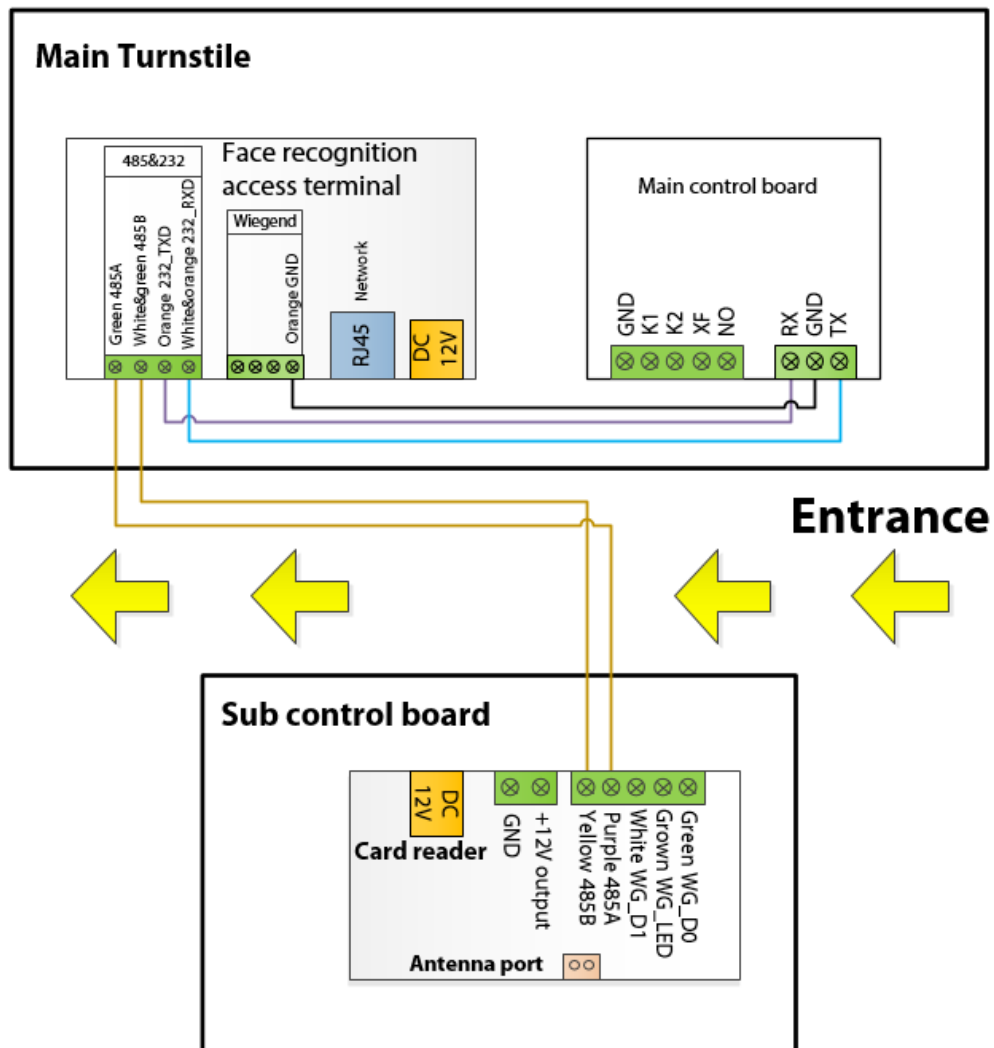 Main Turnstile
485&232
Face recognition
access terminal
Wiegend
Green 485A
White&green 485B
Orange 232_TXD
White&orange 232_RXD
Orange GND
Network
RJ45
DC
12V
Main control board
GND
K1
K2
XF
NO
RX
GND
TX
Entrance
Sub control board
DC
12V
Card reader
GND
+12V output
Yellow 485B
Purple 485A
White WG_D1
Grown WG_LED
Green WG_D0
Antenna port